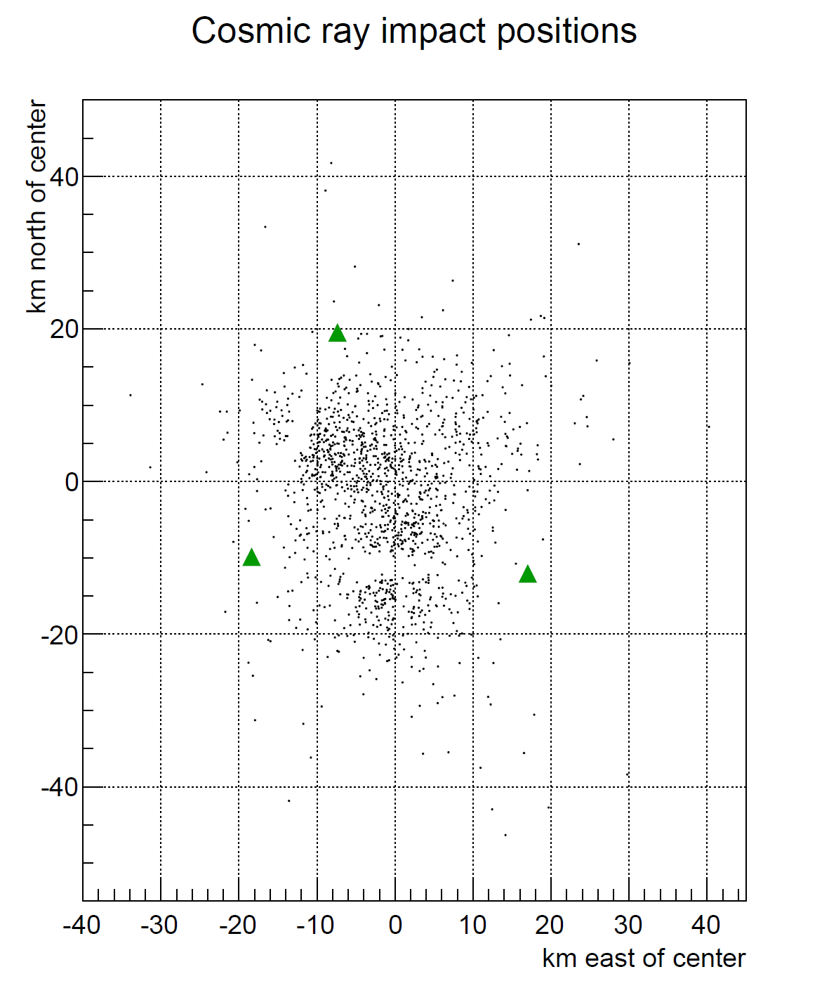 Cosmic ray impact positions
km north of center
40
20
0
-20
-40
-40 -30 -20 -10 0 10 20 30 40
km east of center